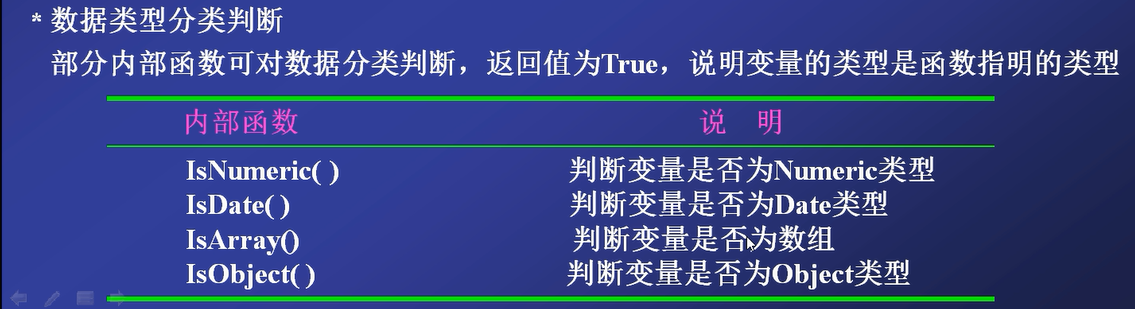 * 数据类型分类判断
部分内部函数可对数据分类判断，返回值为True，说明变量的类型是函数指明的类型
内部函数 说 明
IsNumeric( ) 判断变量是否为Numeric类型
IsDate( ) 判断变量是否为Date类型
IsArray() 判断变量是否为数组
IsObject( ) 判断变量是否为Object类型